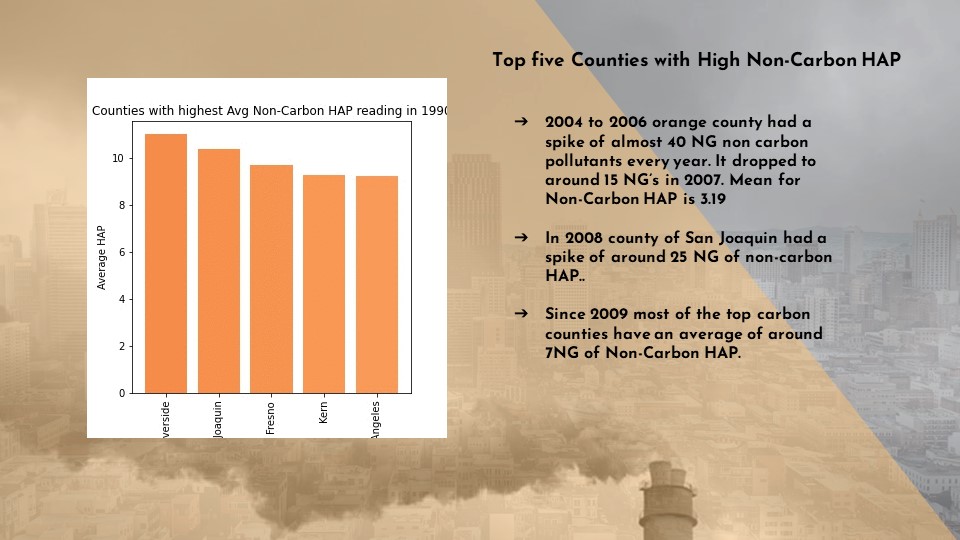 Top five Counties with High Non-Carbon HAP
Counties with highest Avg Non-Carbon HAP reading in 1990
Average HAP
10
8
6
4
2
0
verside
Joaquin
Fresno
Kern
Angeles
➔ 2004 to 2006 orange county had a
spike of almost 40 NG non carbon
pollutants every year. It dropped to
around 15 NG's in 2007. Mean for
Non-Carbon HAP is 3.19
➔ In 2008 county of San Joaquin had a
spike of around 25 NG of non-carbon
HAP..
➔ Since 2009 most of the top carbon
counties have an average of around
7NG of Non-Carbon HAP.